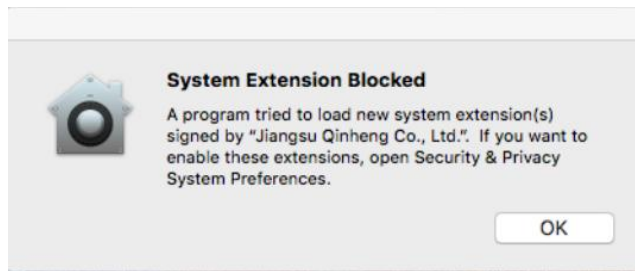 System Extension Blocked
A program tried to load new system extension(s)
signed by “Jiangsu Qinheng Co., Ltd.”.  If you want to
enable these extensions, open Security & Privacy
System Preferences.
OK